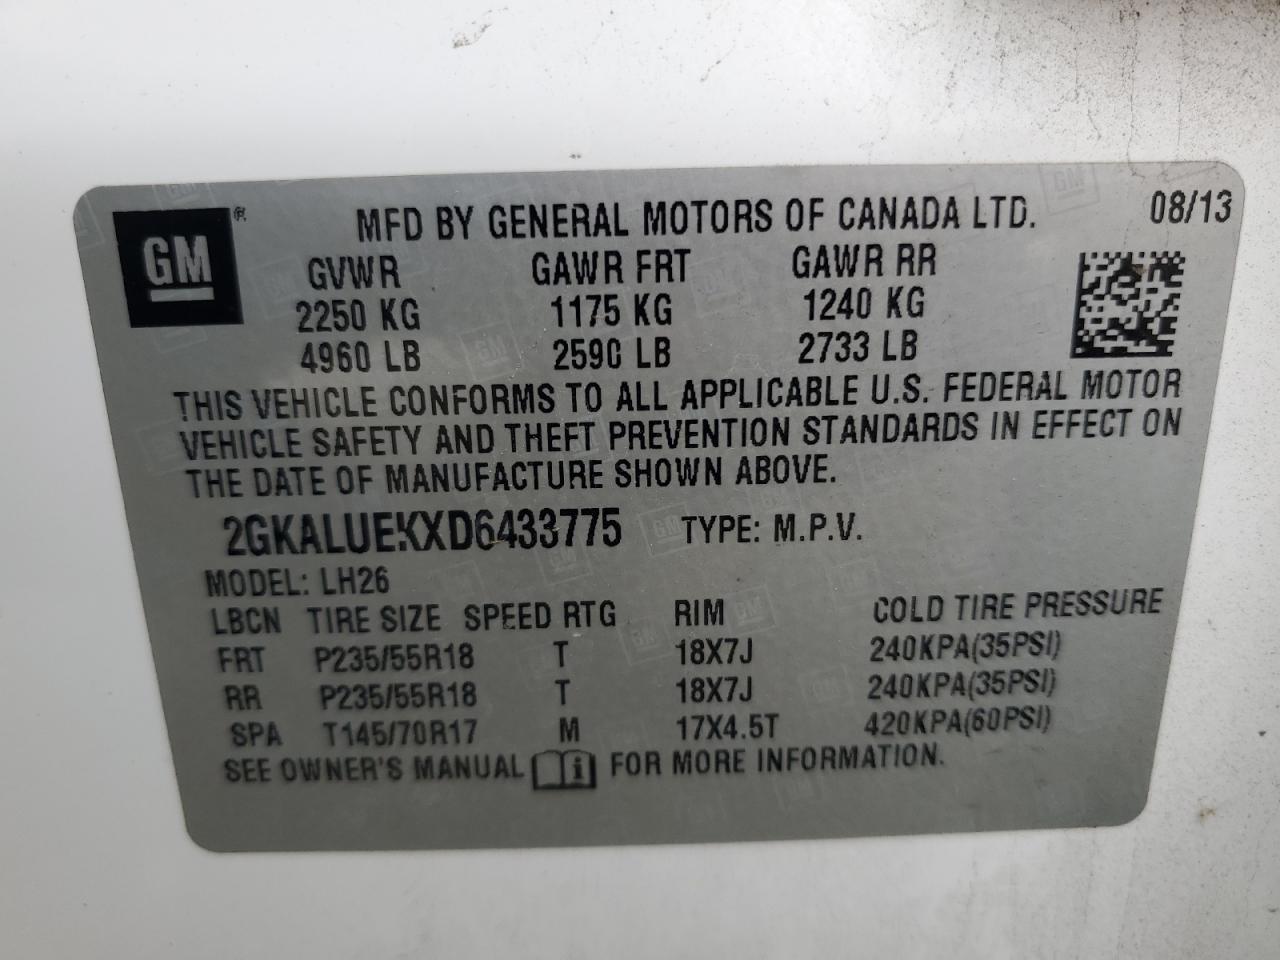 GM ® MFD BY GENERAL MOTORS OF CANADA LTD. 08/13
GVWR GAWR FRT GAWR RR
2250 KG 1175 KG 1240 KG
4960 LB 2590 LB 2733 LB
THIS VEHICLE CONFORMS TO ALL APPLICABLE U.S. FEDERAL MOTOR
VEHICLE SAFETY AND THEFT PREVENTION STANDARDS IN EFFECT ON
THE DATE OF MANUFACTURE SHOWN ABOVE.
2GKALUEKXD6433775 TYPE: M.P.V.
MODEL: LH26
LBCN TIRE SIZE SPEED RTG RIM COLD TIRE PRESSURE
FRT P235/55R18 T 18X7J 240KPA(35PSI)
RR P235/55R18 T 18X7J 240KPA(35PSI)
SPA T145/70R17 M 17X4.5T 420KPA(60PSI)
SEE OWNER'S MANUAL i FOR MORE INFORMATION.